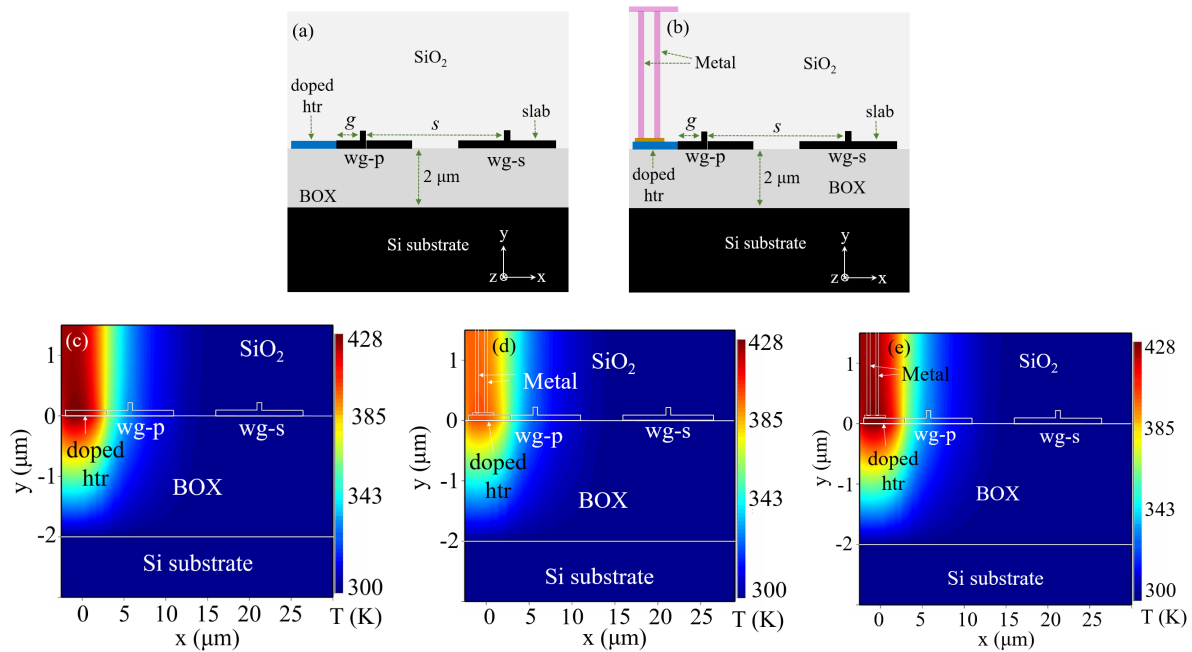 (a)
SiO2
doped
htr
g
s
slab
wg-p
wg-s
2 μm
BOX
Si substrate
y
z
x
(b)
Metal
SiO2
g
s
slab
wg-p
wg-s
doped
htr
2 μm
BOX
Si substrate
y
z
x
(c)
SiO2
wg-p
wg-s
doped
htr
BOX
Si substrate
y (μm)
1
0
-1
-2
0 5 10 15 20 25
x (μm)
428
385
343
300
T (K)
(d)
SiO2
Metal
wg-p
wg-s
doped
htr
BOX
Si substrate
y (μm)
1
0
-1
-2
0 5 10 15 20 25
x (μm)
428
385
343
300
T (K)
(e)
SiO2
Metal
wg-p
wg-s
doped
htr
BOX
Si substrate
y (μm)
1
0
-1
-2
0 5 10 15 20 25
x (μm)
428
385
343
300
T (K)